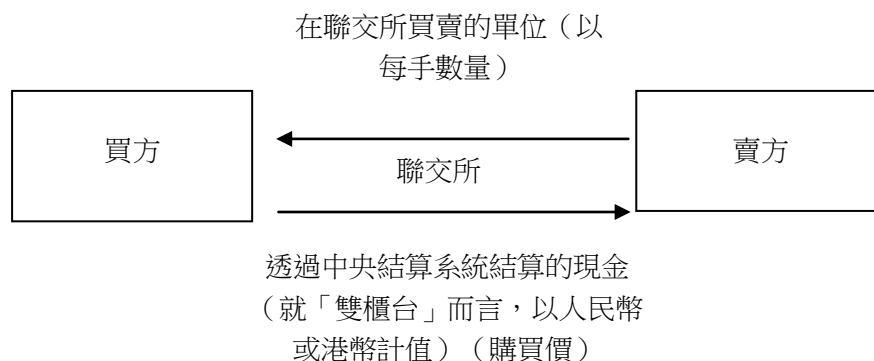 在聯交所買賣的單位（以
每手數量）
買方
賣方
聯交所
透過中央結算系統結算的現金
（就「雙櫃台」而言，以人民幣
或港幣計值）（購買價）